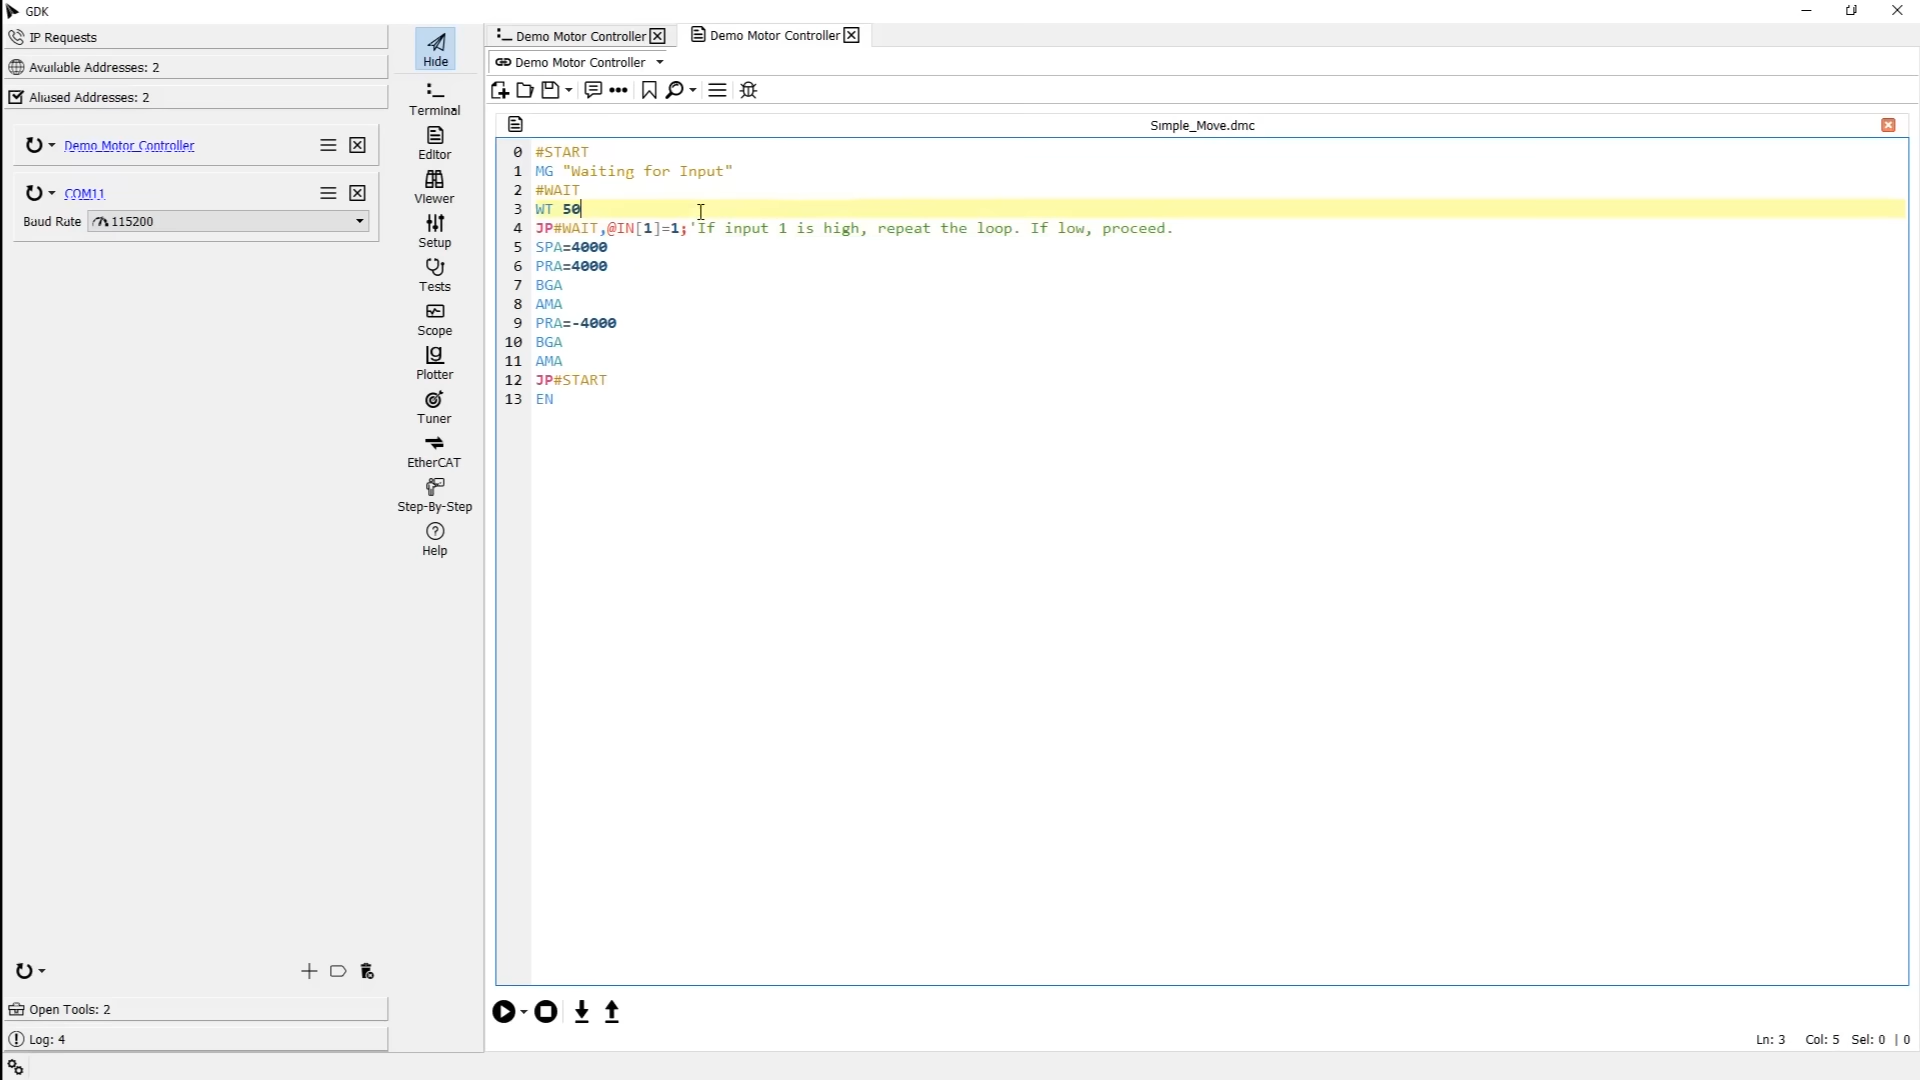 GDK
IP Requests
Available Addresses: 2
Aliased Addresses: 2
Demo Motor Controller
COM11
Baud Rate 115200
Open Tools: 2
Log: 4
Hide
Terminal
Editor
Viewer
Setup
Tests
Scope
Plotter
Tuner
EtherCAT
Step-By-Step
Help
Demo Motor Controller
Demo Motor Controller
Demo Motor Controller
Simple_Move.dmc
0 #START
1 MG "Waiting for Input"
2 #WAIT
3 WT 50
4 JP#WAIT,@IN[1]=1;'If input 1 is high, repeat the loop. If low, proceed.
5 SPA=4000
6 PRA=4000
7 BGA
8 AMA
9 PRA=-4000
10 BGA
11 AMA
12 JP#START
13 EN
Ln: 3 Col: 5 Sel: 0 | 0